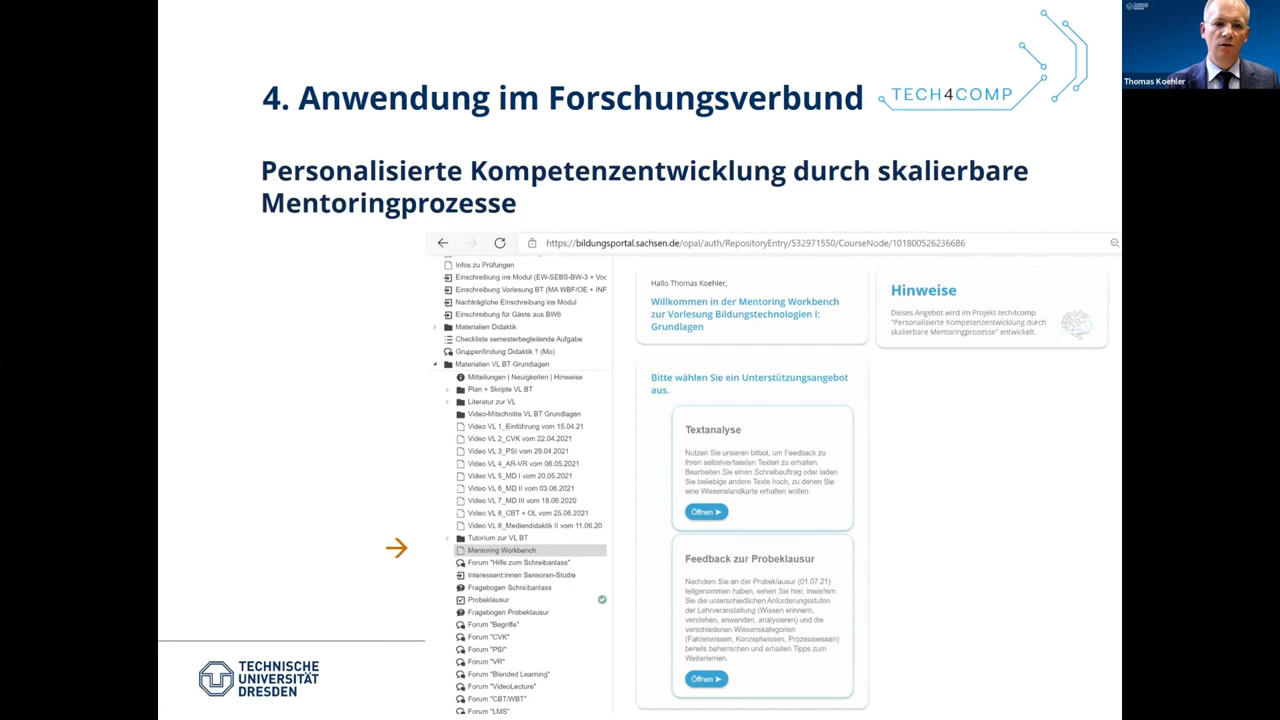 4. Anwendung im Forschungsverbund
TECH4COMP
TECHNISCHE UNIVERSITÄT DRESDEN
Thomas Koehler
Personalisierte Kompetenzentwicklung durch skalierbare
Mentoringprozesse
https://bildungsportal.sachsen.de/opal/auth/RepositoryEntry/532971550/CourseNode/101800526236686
Infos zu Prüfungen
Einschreibung ins Modul (EW-SEBS-BW-3 + Voc
Einschreibung Vorlesung BT (MA WBF/OE + INF
Nachträgliche Einschreibung ins Modul
Einschreibung für Gäste aus BW6
Materialien Didaktik
Checkliste semesterbegleitende Aufgabe
Gruppenfindung Didaktik 1 (Mo)
Materialien VL BT Grundlagen
Mitteilungen | Neuigkeiten | Hinweise
Plan + Skripte VL BT
Literatur zur VL
Video-Mitschnitte VL BT Grundlagen
Video VL 1_Einführung vom 15.04.21
Video VL 2_CVK vom 22.04.2021
Video VL 3_PSI vom 29.04.2021
Video VL 4_AR-VR vom 06.05.2021
Video VL 5_MD I vom 20.05.2021
Video VL 6_MD II vom 03.06.2021
Video VL 7_MD III vom 18.06.2020
Video VL 8_CBT + OL vom 25.06.2021
Video VL 8_Mediendidaktik II vom 11.06.20
Tutorium zur VL BT
Mentoring Workbench
Forum "Hilfe zum Schreibanlass"
Interessent:innen Sensoren-Studie
Fragebogen Schreibanlass
Probeklausur
Fragebogen Probeklausur
Forum "Begriffe"
Forum "CVK"
Forum "PSI"
Forum "VR"
Forum "Blended Learning"
Forum "VideoLecture"
Forum "CBT/WBT"
Forum "LMS"
Hallo Thomas Koehler,
Willkommen in der Mentoring Workbench
zur Vorlesung Bildungstechnologien I:
Grundlagen
Hinweise
Dieses Angebot wird im Projekt tech4comp
"Personalisierte Kompetenzentwicklung durch
skalierbare Mentoringprozesse" entwickelt.
Bitte wählen Sie ein Unterstützungsangebot
aus.
Textanalyse
Nutzen Sie unseren bitbot, um Feedback zu
Ihren selbstverfassten Texten zu erhalten.
Bearbeiten Sie einen Schreibauftrag oder laden
Sie beliebige andere Texte hoch, zu denen Sie
eine Wissenslandkarte erhalten wollen.
Öffnen ➤
Feedback zur Probeklausur
Nachdem Sie an der Probeklausur (01.07.21)
teilgenommen haben, sehen Sie hier, inwiefern
Sie die unterschiedlichen Anforderungsstufen
der Lehrveranstaltung (Wissen erinnern,
verstehen, anwenden, analysieren) und die
verschiedenen Wissenskategorien
(Faktenwissen, Konzeptwissen, Prozesswissen)
bereits beherrschen und erhalten Tipps zum
Weiterlernen.
Öffnen ➤
TECHNISCHE
UNIVERSITÄT
DRESDEN